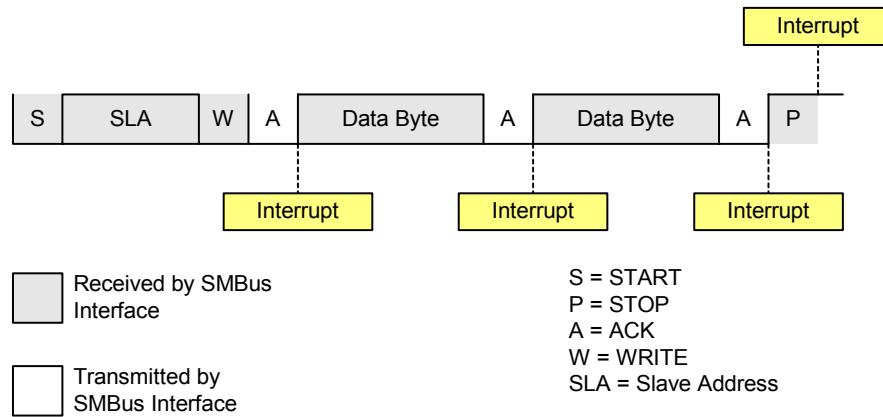 Interrupt
S SLA W A Data Byte A Data Byte A P
Interrupt Interrupt Interrupt
Received by SMBus
Interface
Transmitted by
SMBus Interface
S = START
P = STOP
A = ACK
W = WRITE
SLA = Slave Address